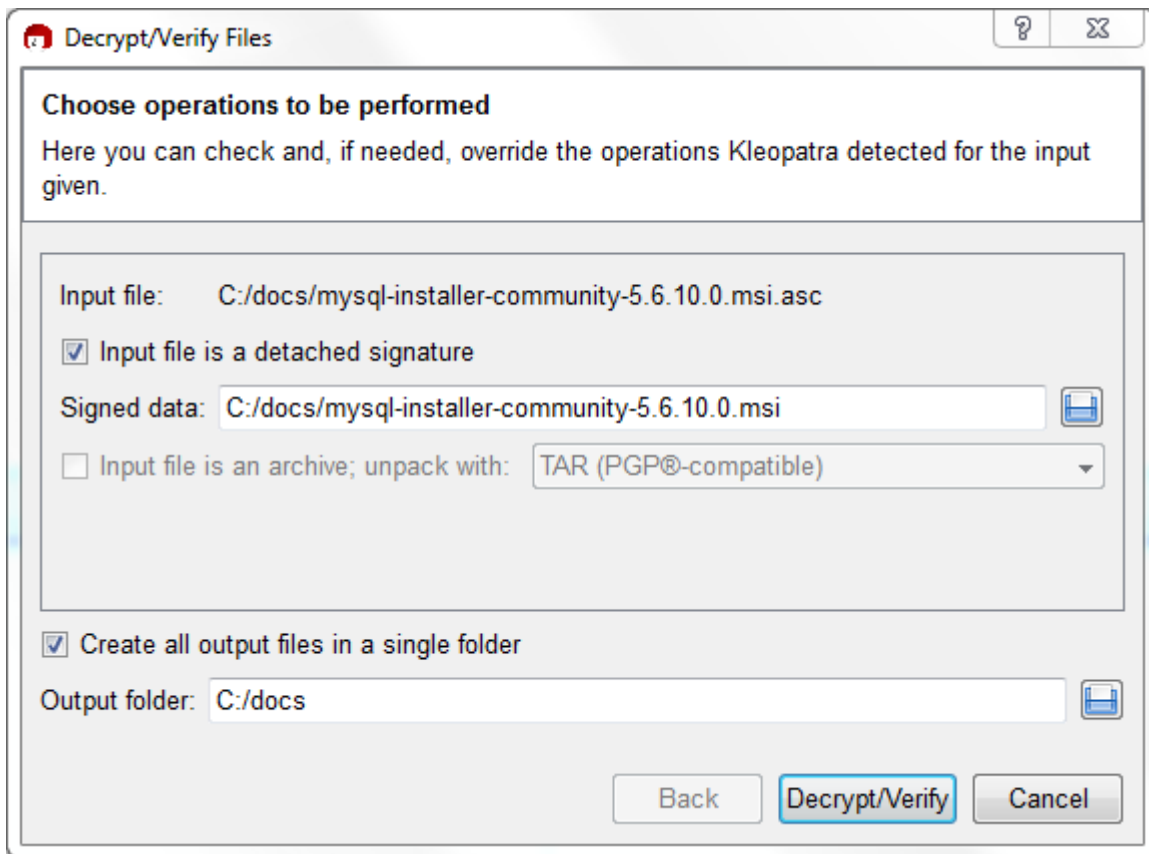 Decrypt/Verify Files
Choose operations to be performed
Here you can check and, if needed, override the operations Kleopatra detected for the input
given.
Input file: C:/docs/mysql-installer-community-5.6.10.0.msi.asc
Input file is a detached signature
Signed data: C:/docs/mysql-installer-community-5.6.10.0.msi
Input file is an archive; unpack with: TAR (PGP®-compatible)
Create all output files in a single folder
Output folder: C:/docs
Back Decrypt/Verify Cancel